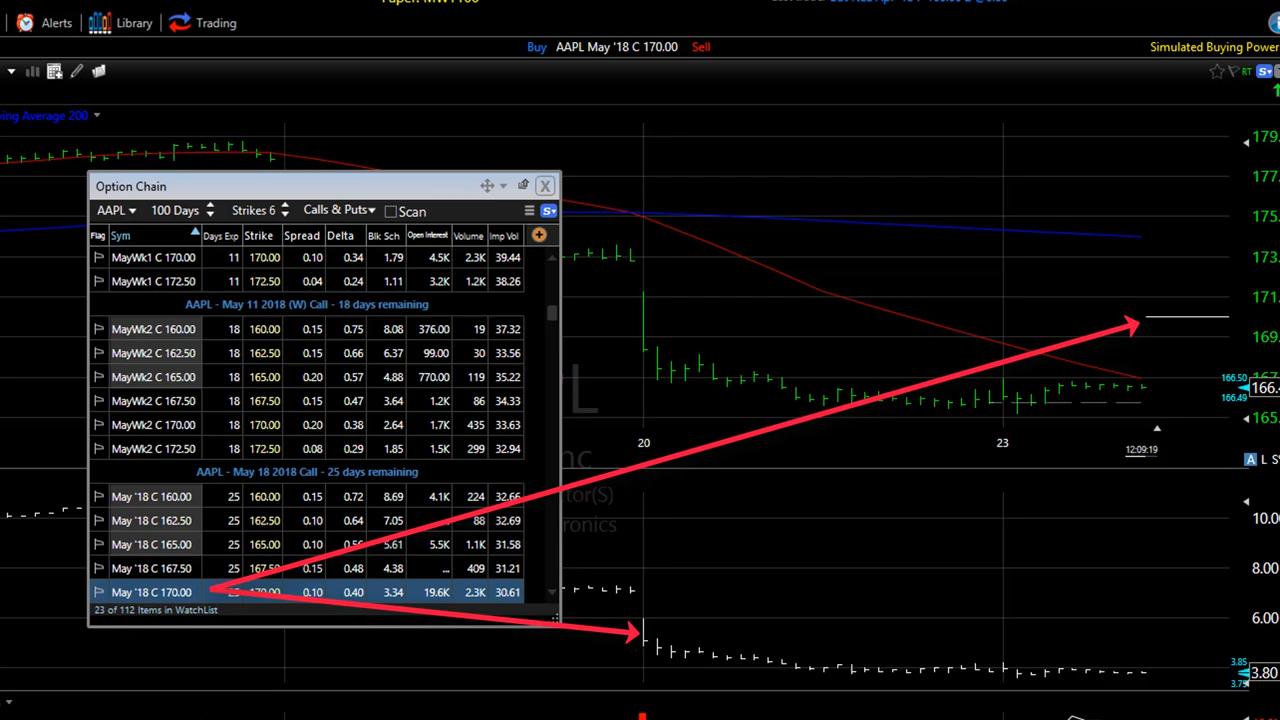 Alerts Library Trading
Buy AAPL May '18 C 170.00 Sell
Simulated Buying Power
RT S
ing Average 200
179.
177.
175.
173.
171.
169.
166.50
166.49
166.
165.
20 23 12:09:19
A L S
Option Chain X
AAPL 100 Days Strikes 6 Calls & Puts Scan S
Flag Sym Days Exp Strike Spread Delta Blk Sch Open Interest Volume Imp Vol
MayWk1 C 170.00 11 170.00 0.10 0.34 1.79 4.5K 2.3K 39.44
MayWk1 C 172.50 11 172.50 0.04 0.24 1.11 3.2K 1.2K 38.26
AAPL - May 11 2018 (W) Call - 18 days remaining
MayWk2 C 160.00 18 160.00 0.15 0.75 8.08 376.00 19 37.32
MayWk2 C 162.50 18 162.50 0.15 0.66 6.37 99.00 30 33.56
MayWk2 C 165.00 18 165.00 0.20 0.57 4.88 770.00 119 35.22
MayWk2 C 167.50 18 167.50 0.15 0.47 3.64 1.2K 86 34.33
MayWk2 C 170.00 18 170.00 0.20 0.38 2.64 1.7K 435 33.63
MayWk2 C 172.50 18 172.50 0.08 0.29 1.85 1.5K 299 32.94
AAPL - May 18 2018 Call - 25 days remaining
May '18 C 160.00 25 160.00 0.15 0.72 8.69 4.1K 224 32.66
May '18 C 162.50 25 162.50 0.10 0.64 7.05 88 32.69
May '18 C 165.00 25 165.00 0.10 0.56 5.61 5.5K 1.1K 31.58
May '18 C 167.50 25 167.50 0.15 0.48 4.38 ... 409 31.21
May '18 C 170.00 25 170.00 0.10 0.40 3.34 19.6K 2.3K 30.61
23 of 112 Items in WatchList
L
nc
tor(S)
ronics
10.00
8.00
6.00
3.85
3.80
3.75